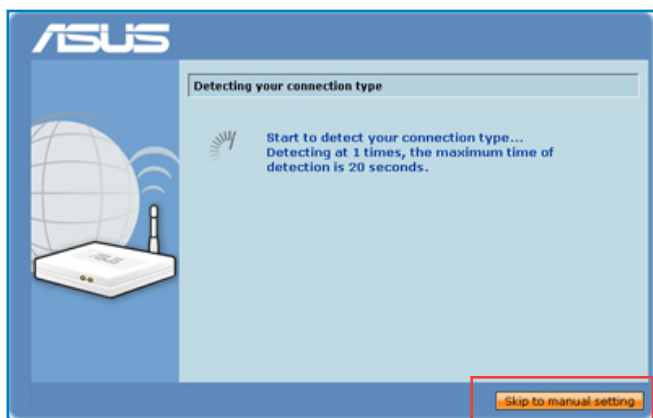 ASUS
Detecting your connection type
Start to detect your connection type...
Detecting at 1 times, the maximum time of
detection is 20 seconds.
ASUS
Skip to manual setting